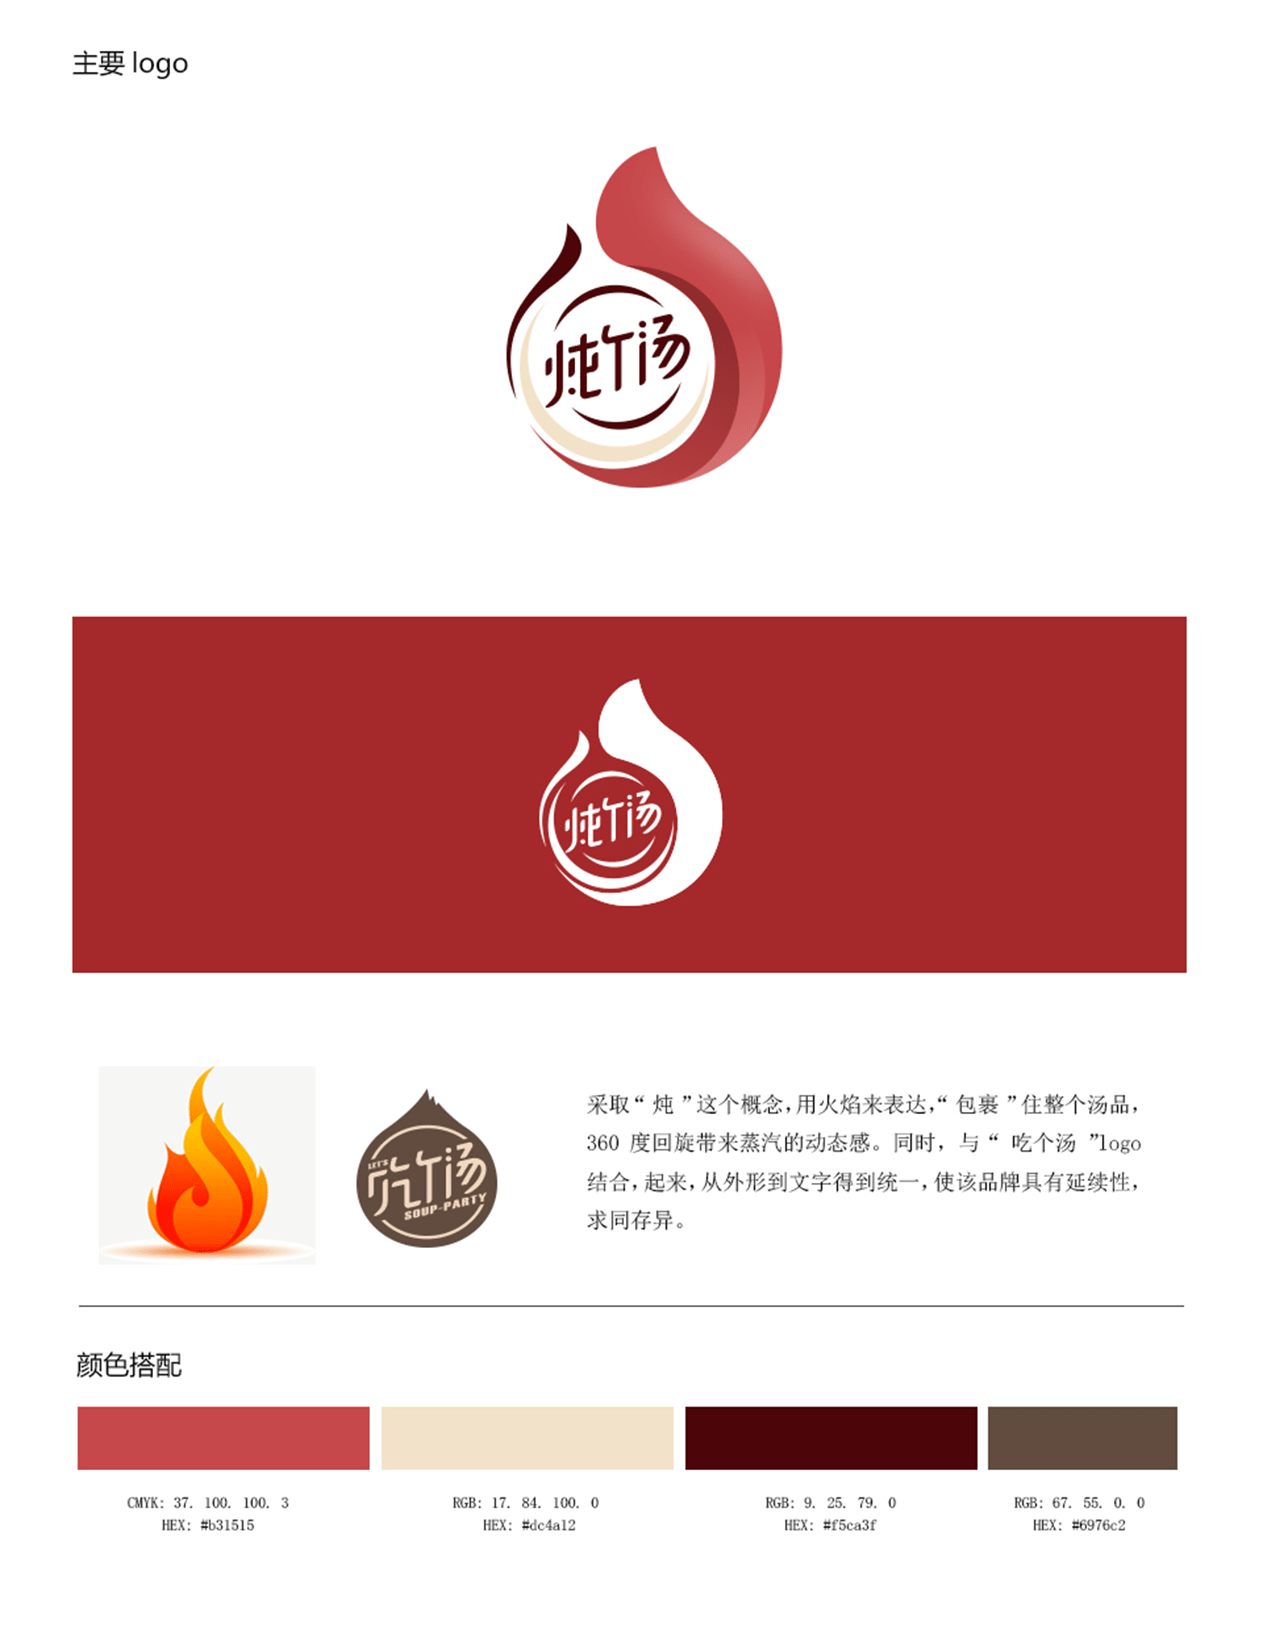 主要 logo
炖个汤
炖个汤
LET'S
吃个汤
SOUP-PARTY
采取“ 炖 ”这个概念,用火焰来表达,“ 包裹 ”住整个汤品,
360 度回旋带来蒸汽的动态感。同时, 与 “ 吃个汤 ”logo
结合,起来,从外形到文字得到统一,使该品牌具有延续性,
求同存异。
颜色搭配
CMYK: 37. 100. 100. 3
HEX: #b31515
RGB: 17. 84. 100. 0
HEX: #dc4a12
RGB: 9. 25. 79. 0
HEX: #f5ca3f
RGB: 67. 55. 0. 0
HEX: #6976c2